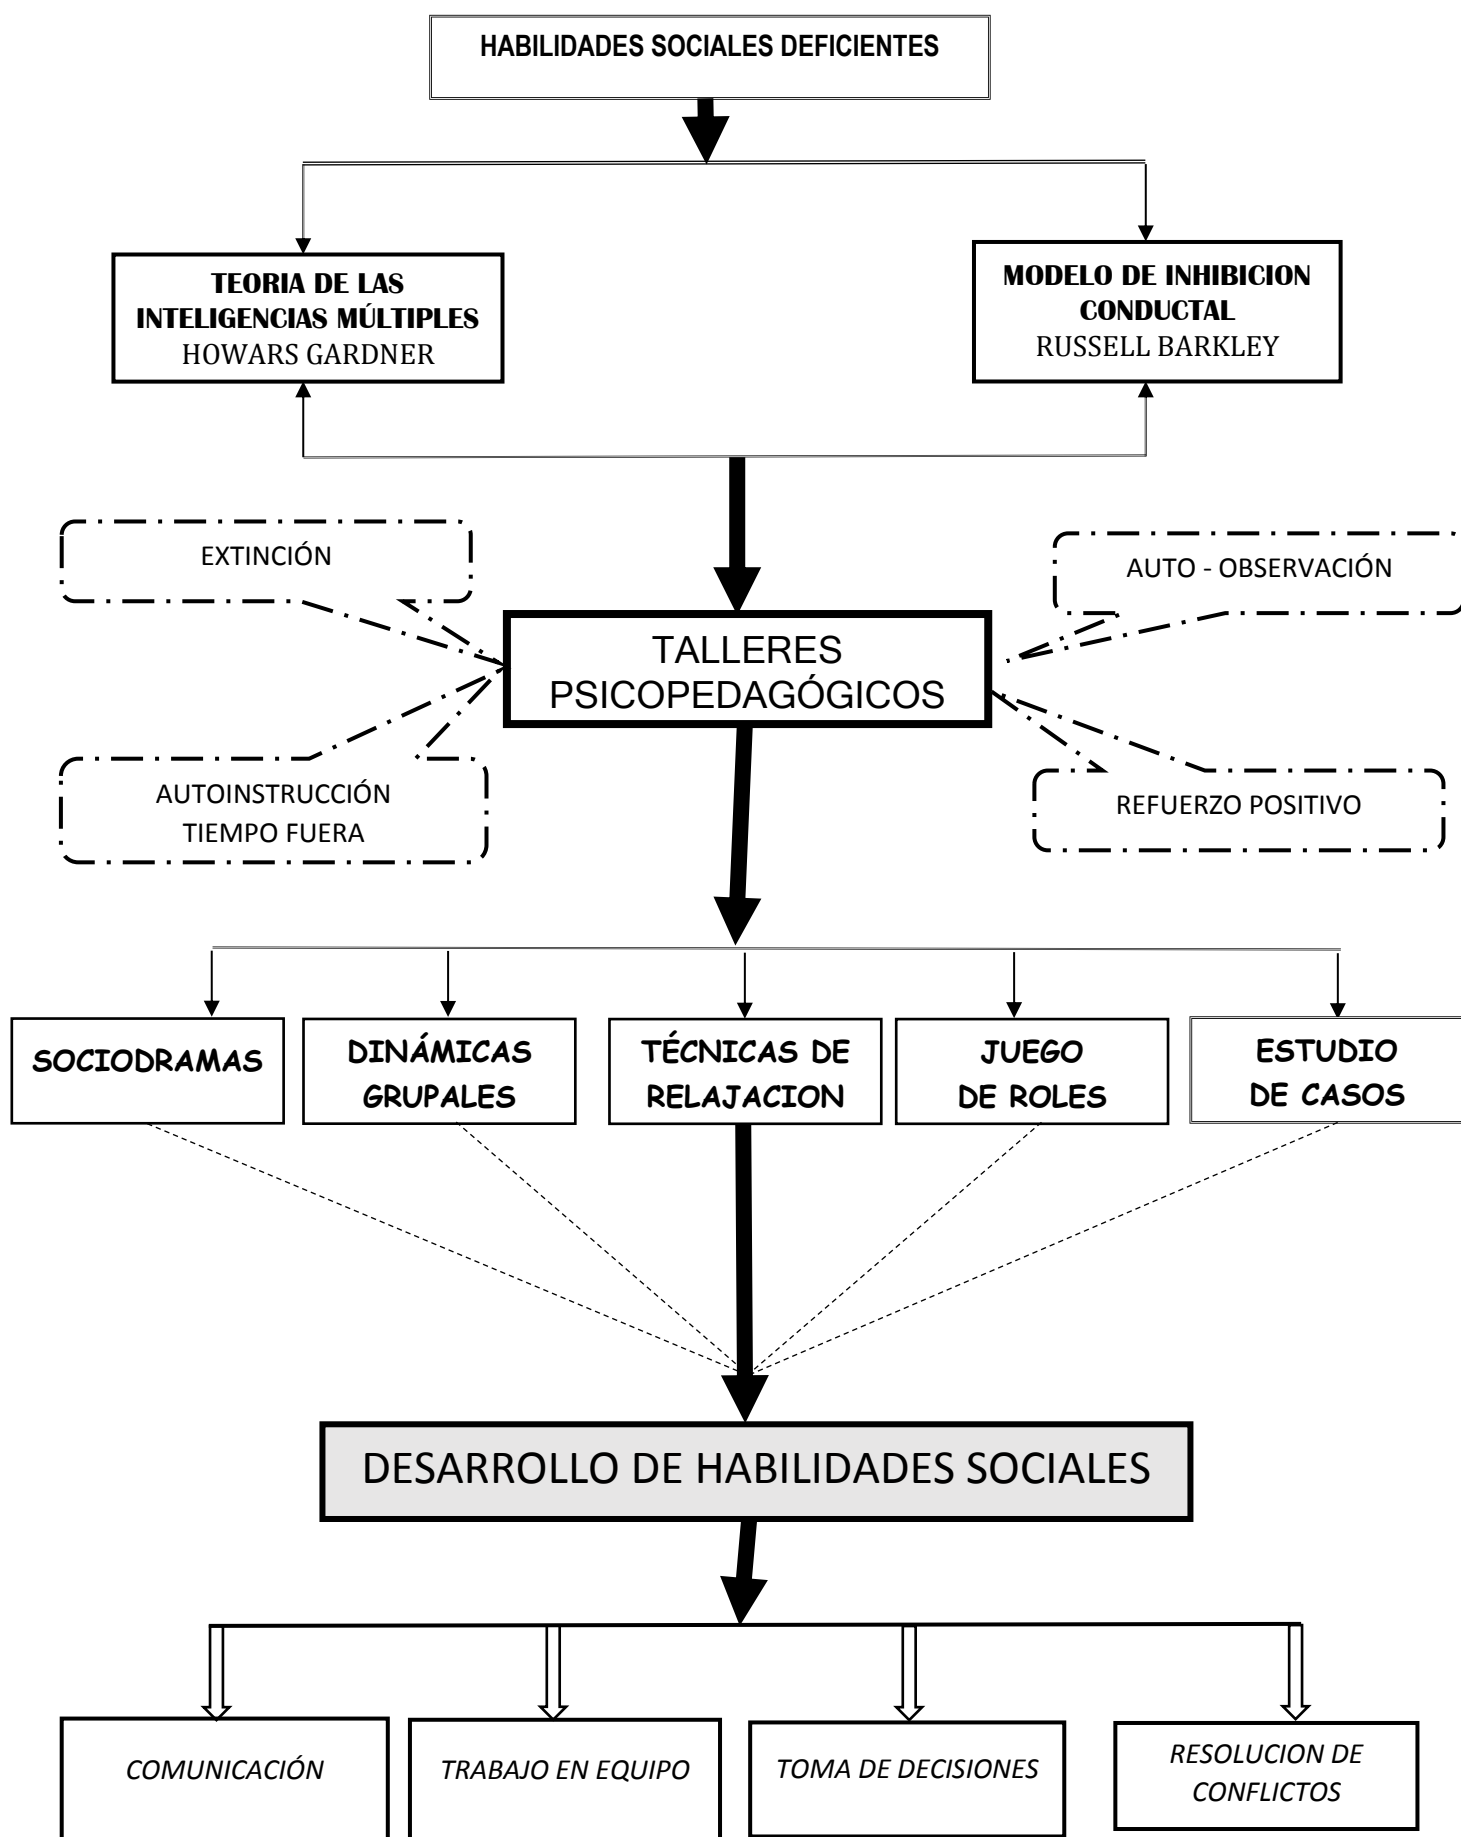 HABILIDADES SOCIALES DEFICIENTES
TEORIA DE LAS
INTELIGENCIAS MÚLTIPLES
HOWARS GARDNER
MODELO DE INHIBICION
CONDUCTAL
RUSSELL BARKLEY
EXTINCIÓN
AUTO - OBSERVACIÓN
TALLERES
PSICOPEDAGÓGICOS
AUTOINSTRUCCIÓN
TIEMPO FUERA
REFUERZO POSITIVO
SOCIODRAMAS
DINÁMICAS
GRUPALES
TÉCNICAS DE
RELAJACION
JUEGO
DE ROLES
ESTUDIO
DE CASOS
DESARROLLO DE HABILIDADES SOCIALES
COMUNICACIÓN
TRABAJO EN EQUIPO
TOMA DE DECISIONES
RESOLUCION DE
CONFLICTOS